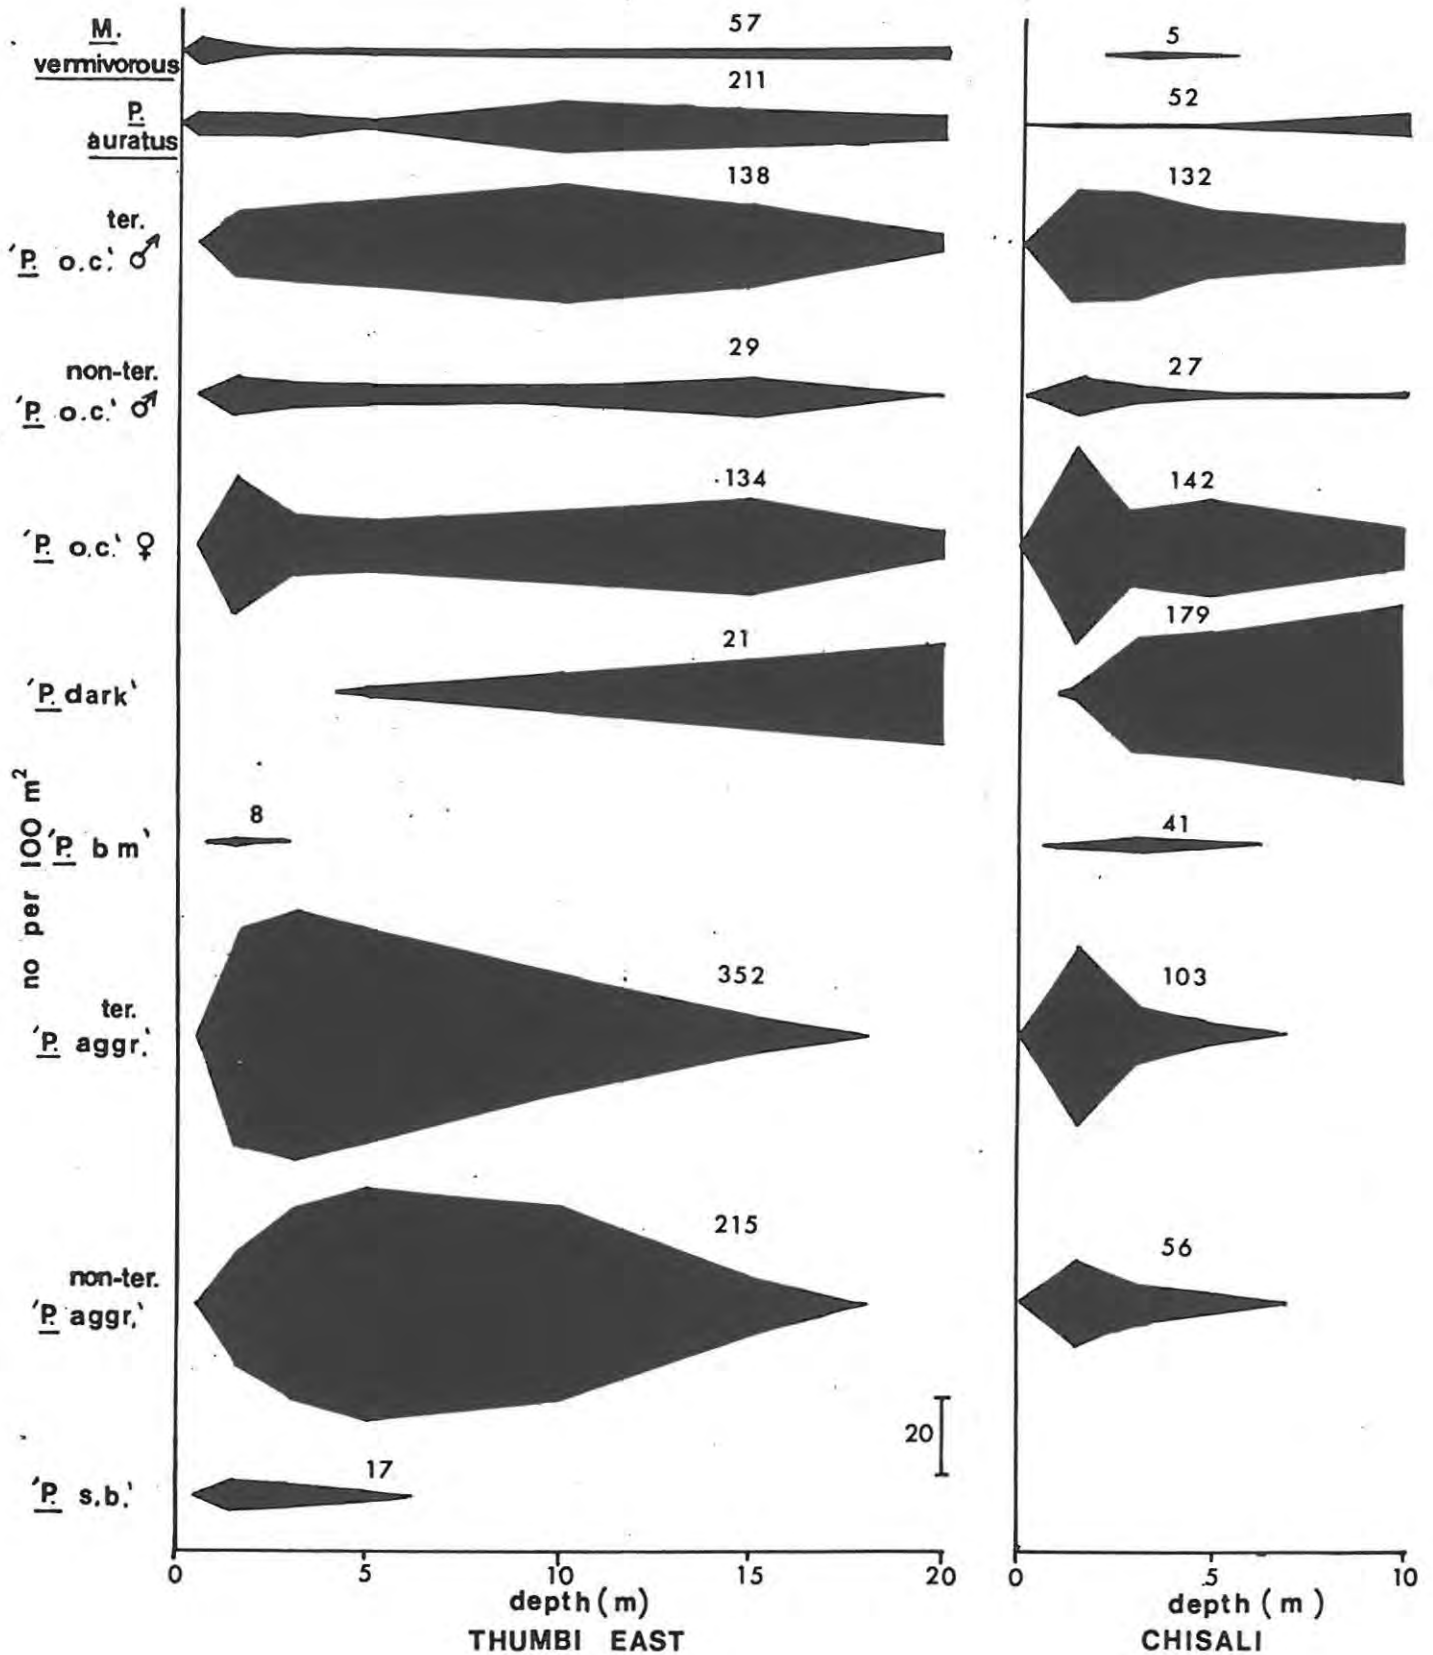 M.
vermivorous
57
5
P.
auratus
211
52
ter.
'P. o.c.' ♂
138
132
non-ter.
'P. o.c.' ♂
29
27
'P. o.c.' ♀
134
142
'P. dark'
21
179
'P. b m'
8
41
no per 100 m²
ter.
'P. aggr.'
352
103
non-ter.
'P. aggr.'
215
56
20
'P. s.b.'
17
0 5 10 15 20
depth (m)
THUMBI EAST
0 5 10
depth ( m )
CHISALI